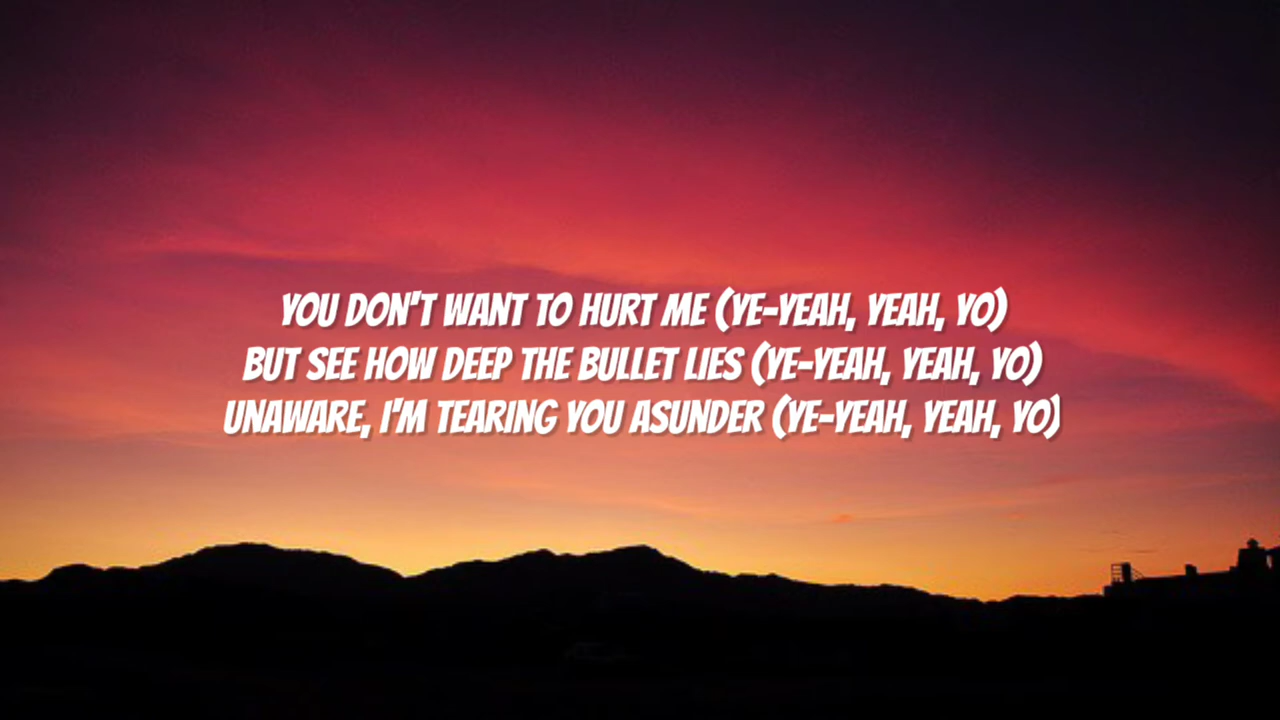 YOU DON'T WANT TO HURT ME (YE-YEAH, YEAH, YO)
BUT SEE HOW DEEP THE BULLET LIES (YE-YEAH, YEAH, YO)
UNAWARE, I'M TEARING YOU ASUNDER (YE-YEAH, YEAH, YO)